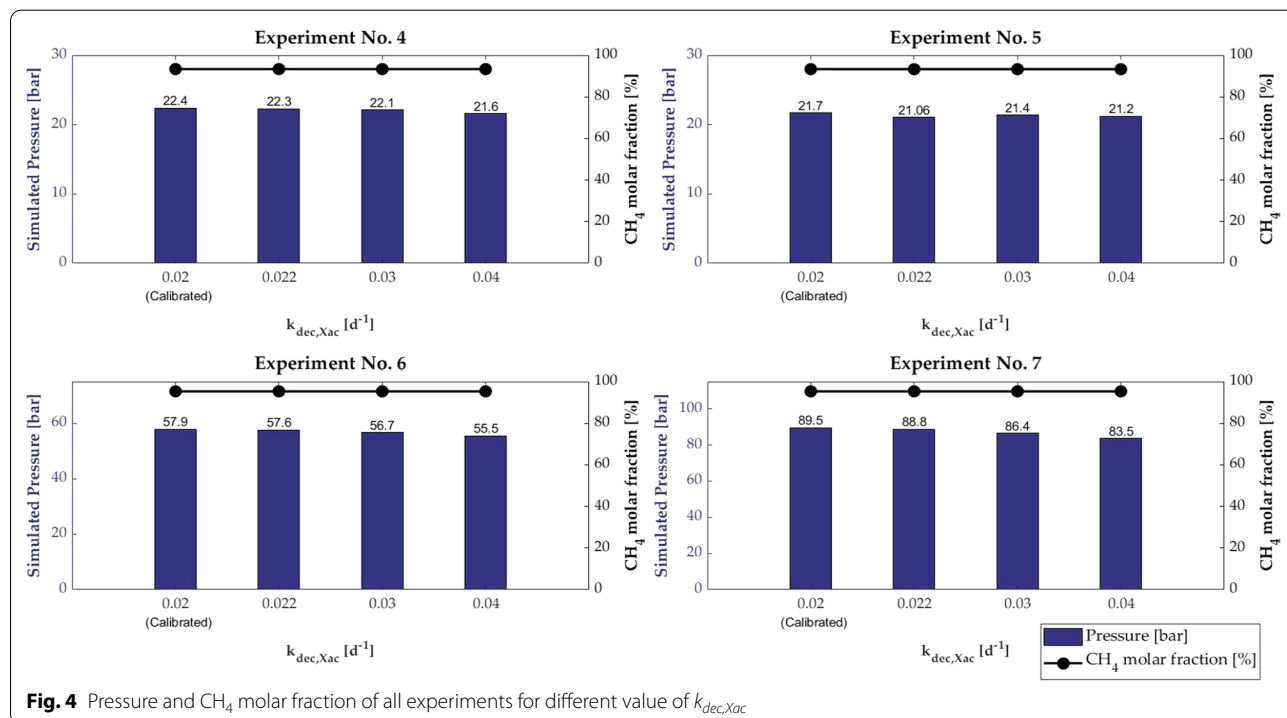 Experiment No. 4
Simulated Pressure [bar]
30
20
10
0
22.4 22.3 22.1 21.6
100
80
60
40
20
0
CH4 molar fraction [%]
0.02 0.022 0.03 0.04
(Calibrated)
kdec,Xac [d-1]
Experiment No. 5
Simulated Pressure [bar]
30
20
10
0
21.7 21.06 21.4 21.2
100
80
60
40
20
0
CH4 molar fraction [%]
0.02 0.022 0.03 0.04
(Calibrated)
kdec,Xac [d-1]
Experiment No. 6
Simulated Pressure [bar]
60
40
20
0
57.9 57.6 56.7 55.5
100
80
60
40
20
0
CH4 molar fraction [%]
0.02 0.022 0.03 0.04
(Calibrated)
kdec,Xac [d-1]
Experiment No. 7
Simulated Pressure [bar]
100
80
60
40
20
0
89.5 88.8 86.4 83.5
100
80
60
40
20
0
CH4 molar fraction [%]
0.02 0.022 0.03 0.04
(Calibrated)
kdec,Xac [d-1]
Pressure [bar]
CH4 molar fraction [%]
Fig. 4 Pressure and CH4 molar fraction of all experiments for different value of kdec,Xac